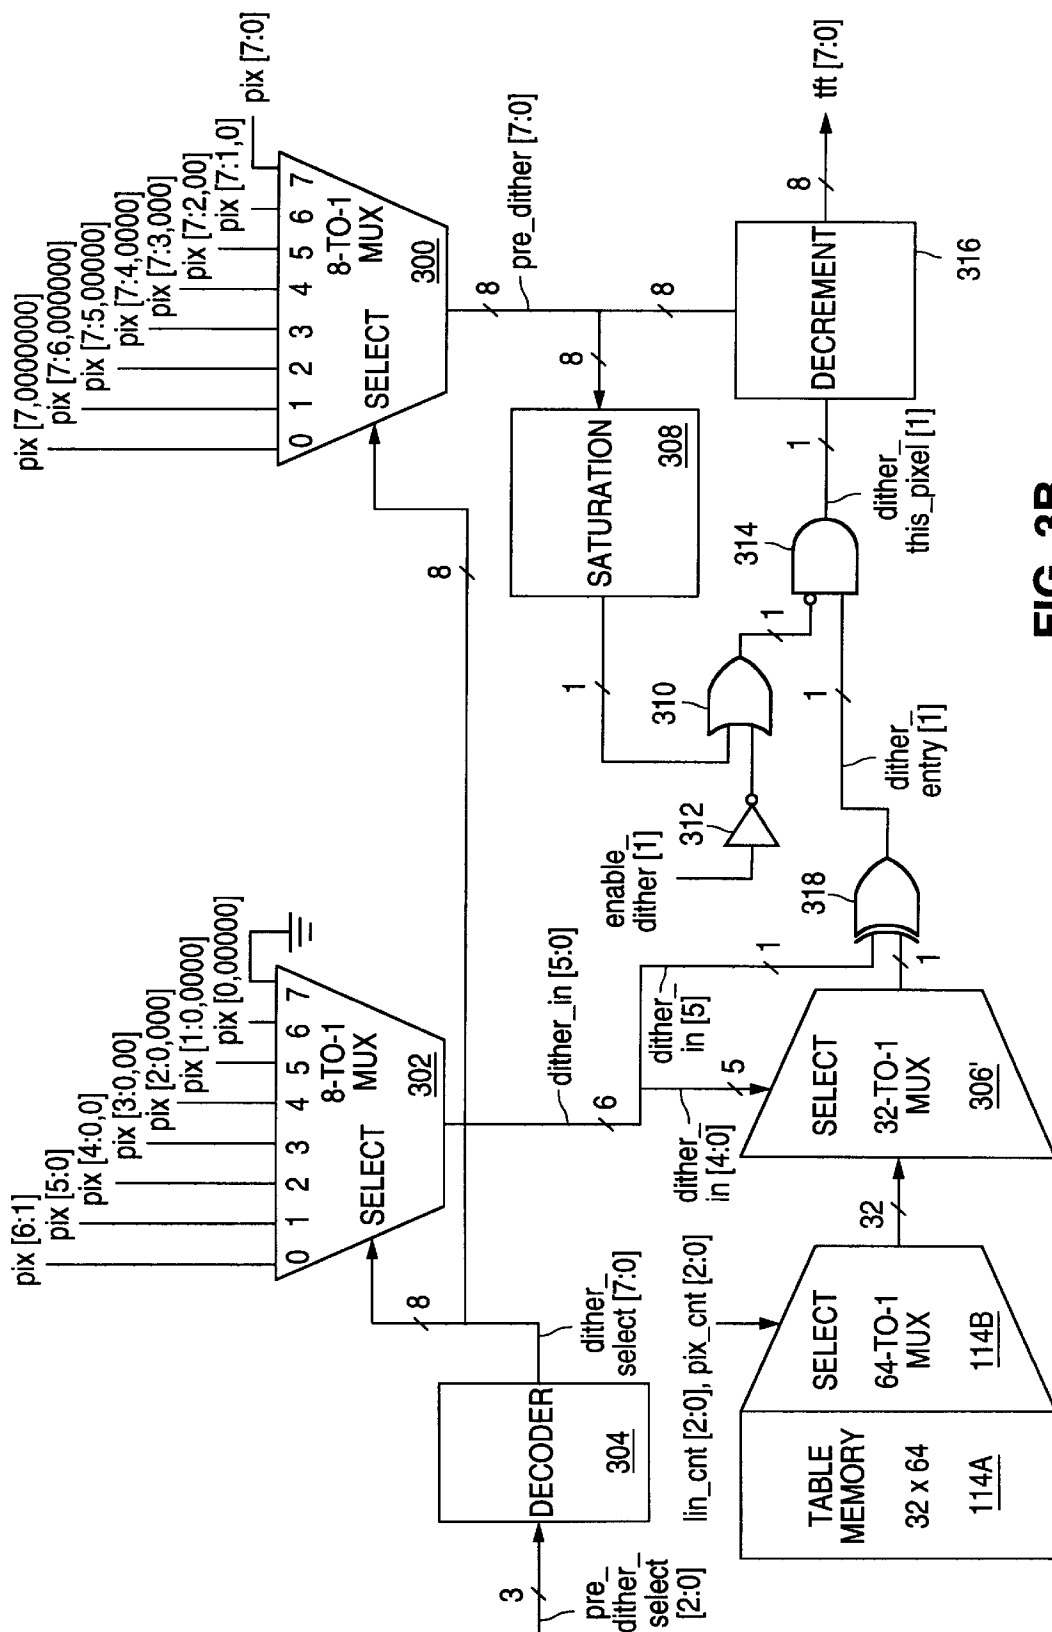 pix [6:1]
pix [5:0]
pix [4:0,0]
pix [3:0,00]
pix [2:0,000]
pix [1:0,0000]
pix [0,00000]
0 1 2 3 4 5 6 7
8-TO-1
MUX
SELECT
302
pix [7,0000000]
pix [7:6,000000]
pix [7:5,00000]
pix [7:4,0000]
pix [7:3,000]
pix [7:2,00]
pix [7:1,0]
pix [7:0]
0 1 2 3 4 5 6 7
8-TO-1
MUX
SELECT
300
pre_
dither_
select
[2:0]
3
DECODER
304
dither_
select [7:0]
8
8
dither_in [5:0]
6
8
pre_dither [7:0]
8
8
SATURATION
308
1
enable_
dither [1]
312
310
1
314
dither_
this_pixel [1]
1
DECREMENT
316
8
tft [7:0]
lin_cnt [2:0], pix_cnt [2:0]
TABLE
MEMORY
32 x 64
114A
SELECT
64-TO-1
MUX
114B
32
dither_
in [4:0]
5
dither_
in [5]
1
SELECT
32-TO-1
MUX
306'
1
318
dither_
entry [1]
1
FIG. 3B